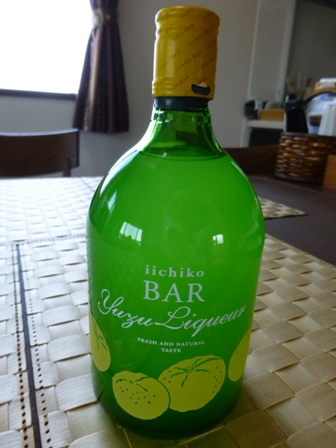 iichiko
BAR
Yuzu Liqueur
FRESH AND NATURAL
TASTE